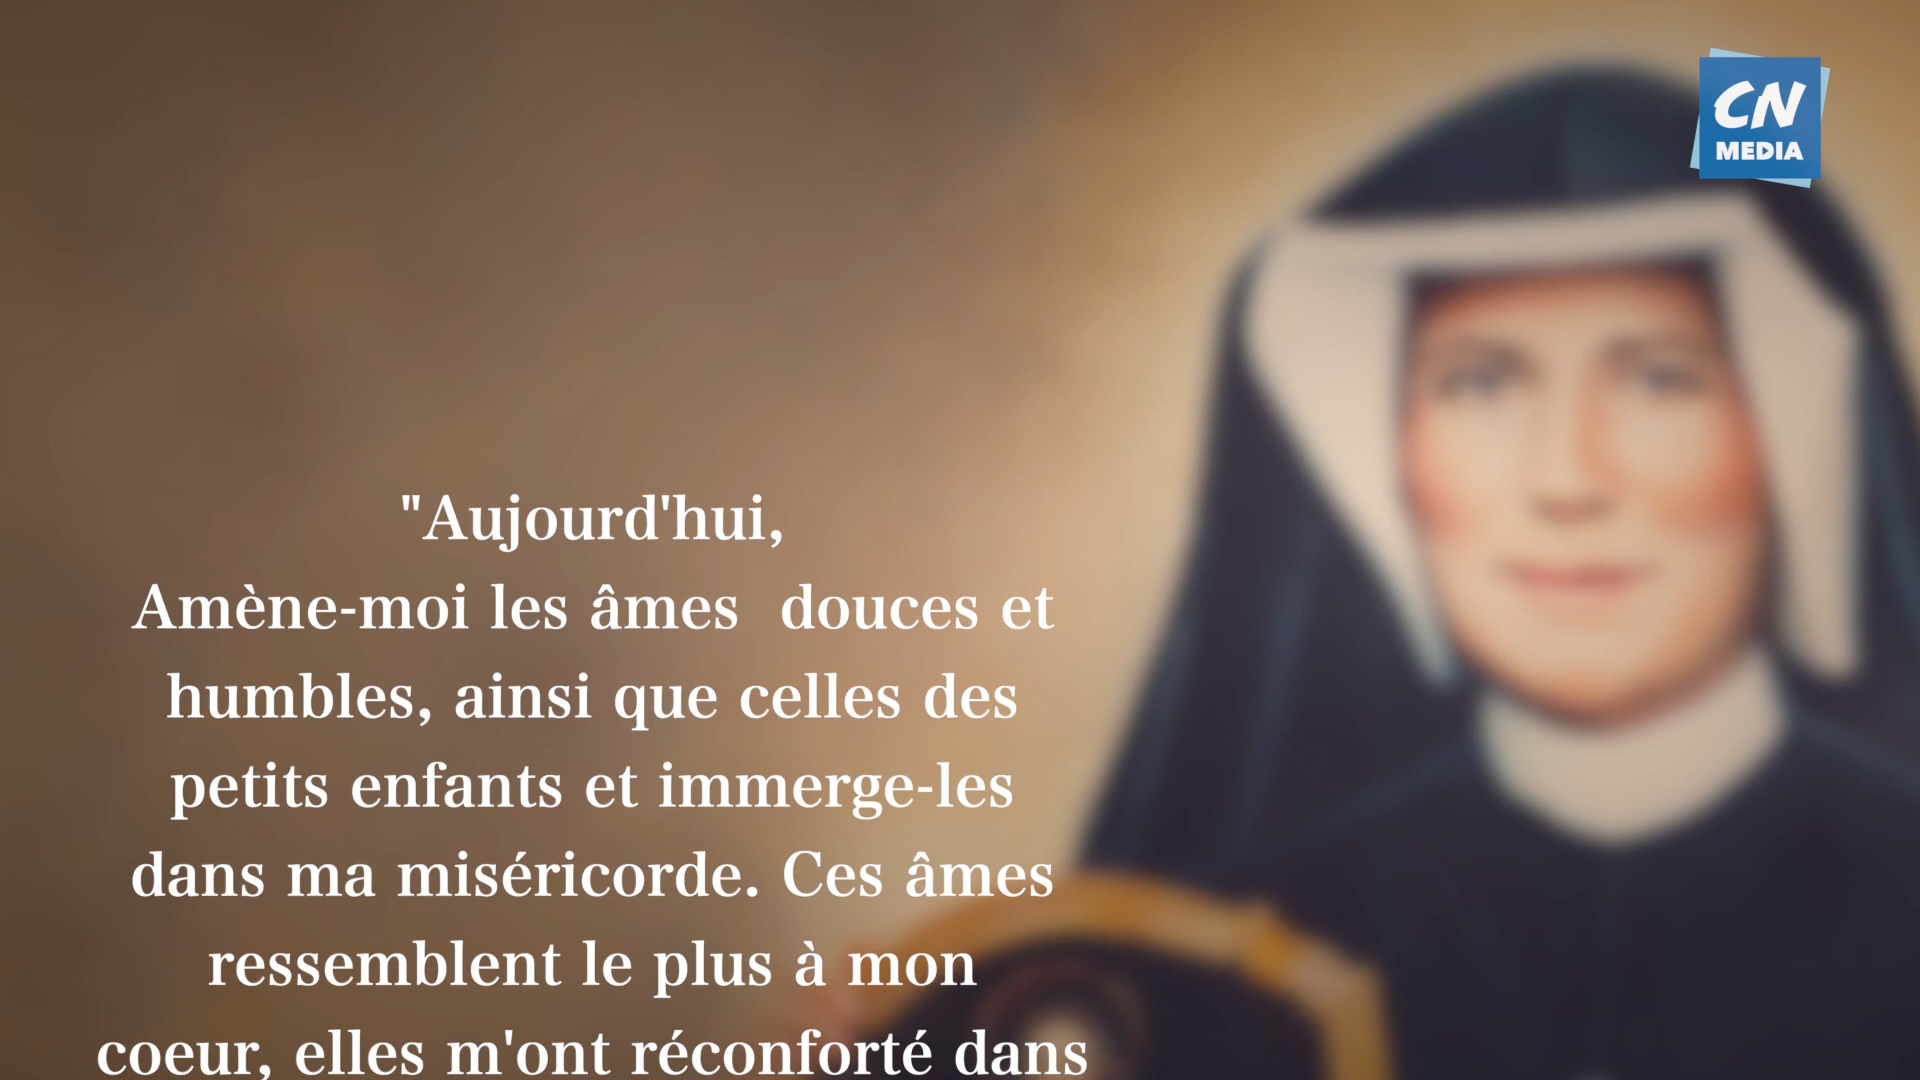 CN
MEDIA
"Aujourd'hui,
Amène-moi les âmes  douces et
humbles, ainsi que celles des
petits enfants et immerge-les
dans ma miséricorde. Ces âmes
ressemblent le plus à mon
coeur, elles m'ont réconforté dans